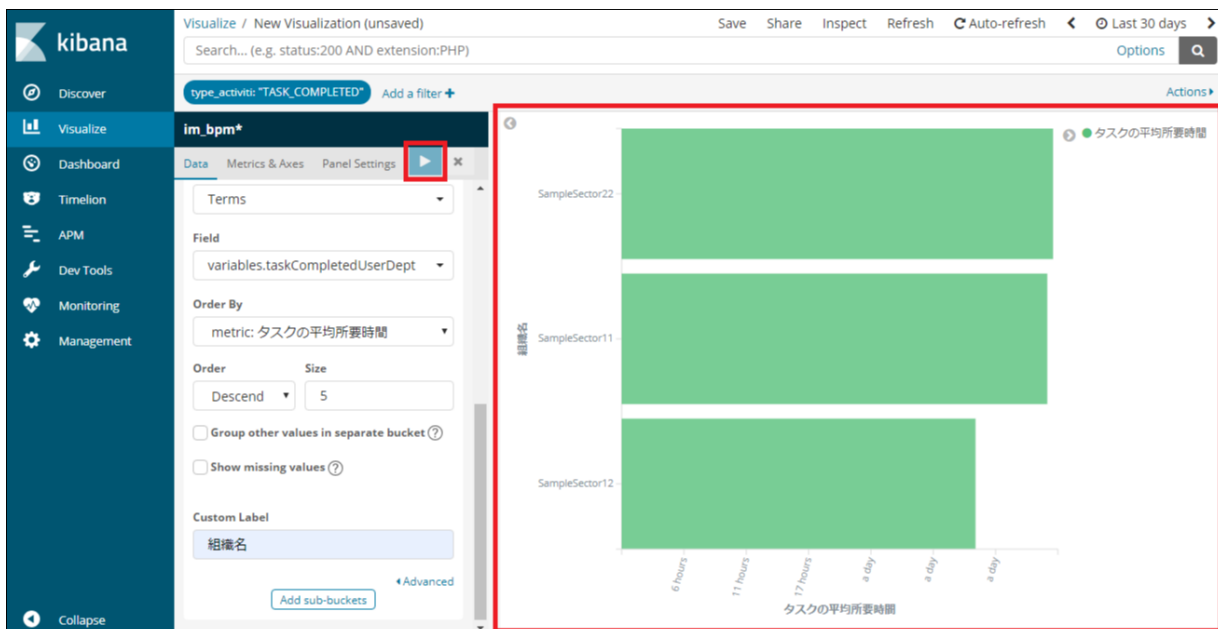 kibana
Discover
Visualize
Dashboard
Timelion
APM
Dev Tools
Monitoring
Management
Collapse
Visualize / New Visualization (unsaved)
Save Share Inspect Refresh Auto-refresh Last 30 days
Search... (e.g. status:200 AND extension:PHP)
Options
type_activiti: "TASK_COMPLETED" Add a filter
Actions
im_bpm*
Data Metrics & Axes Panel Settings
Terms
Field
variables.taskCompletedUserDept
Order By
metric: タスクの平均所要時間
Order Size
Descend 5
Group other values in separate bucket
Show missing values
Custom Label
組織名
Advanced
Add sub-buckets
タスクの平均所要時間
組織名
SampleSector22
SampleSector11
SampleSector12
6 hours
11 hours
17 hours
a day
a day
a day
タスクの平均所要時間